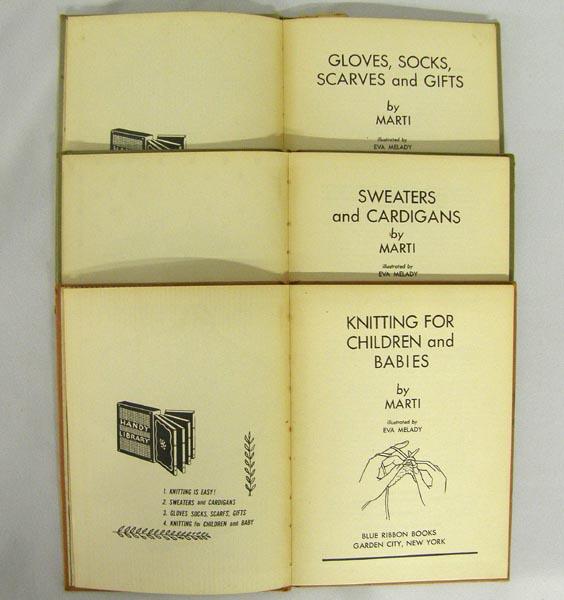 GLOVES, SOCKS,
SCARVES and GIFTS
by
MARTI
illustrated by
EVA MELADY
HANDY
SWEATERS
and CARDIGANS
by
MARTI
illustrated by
EVA MELADY
HANDY
LIBRARY
1. KNITTING IS EASY!
2. SWEATERS and CARDIGANS
3. GLOVES SOCKS, SCARFS, GIFTS
4. KNITTING for CHILDREN and BABY
KNITTING FOR
CHILDREN and
BABIES
by
MARTI
illustrated by
EVA MELADY
BLUE RIBBON BOOKS
GARDEN CITY, NEW YORK